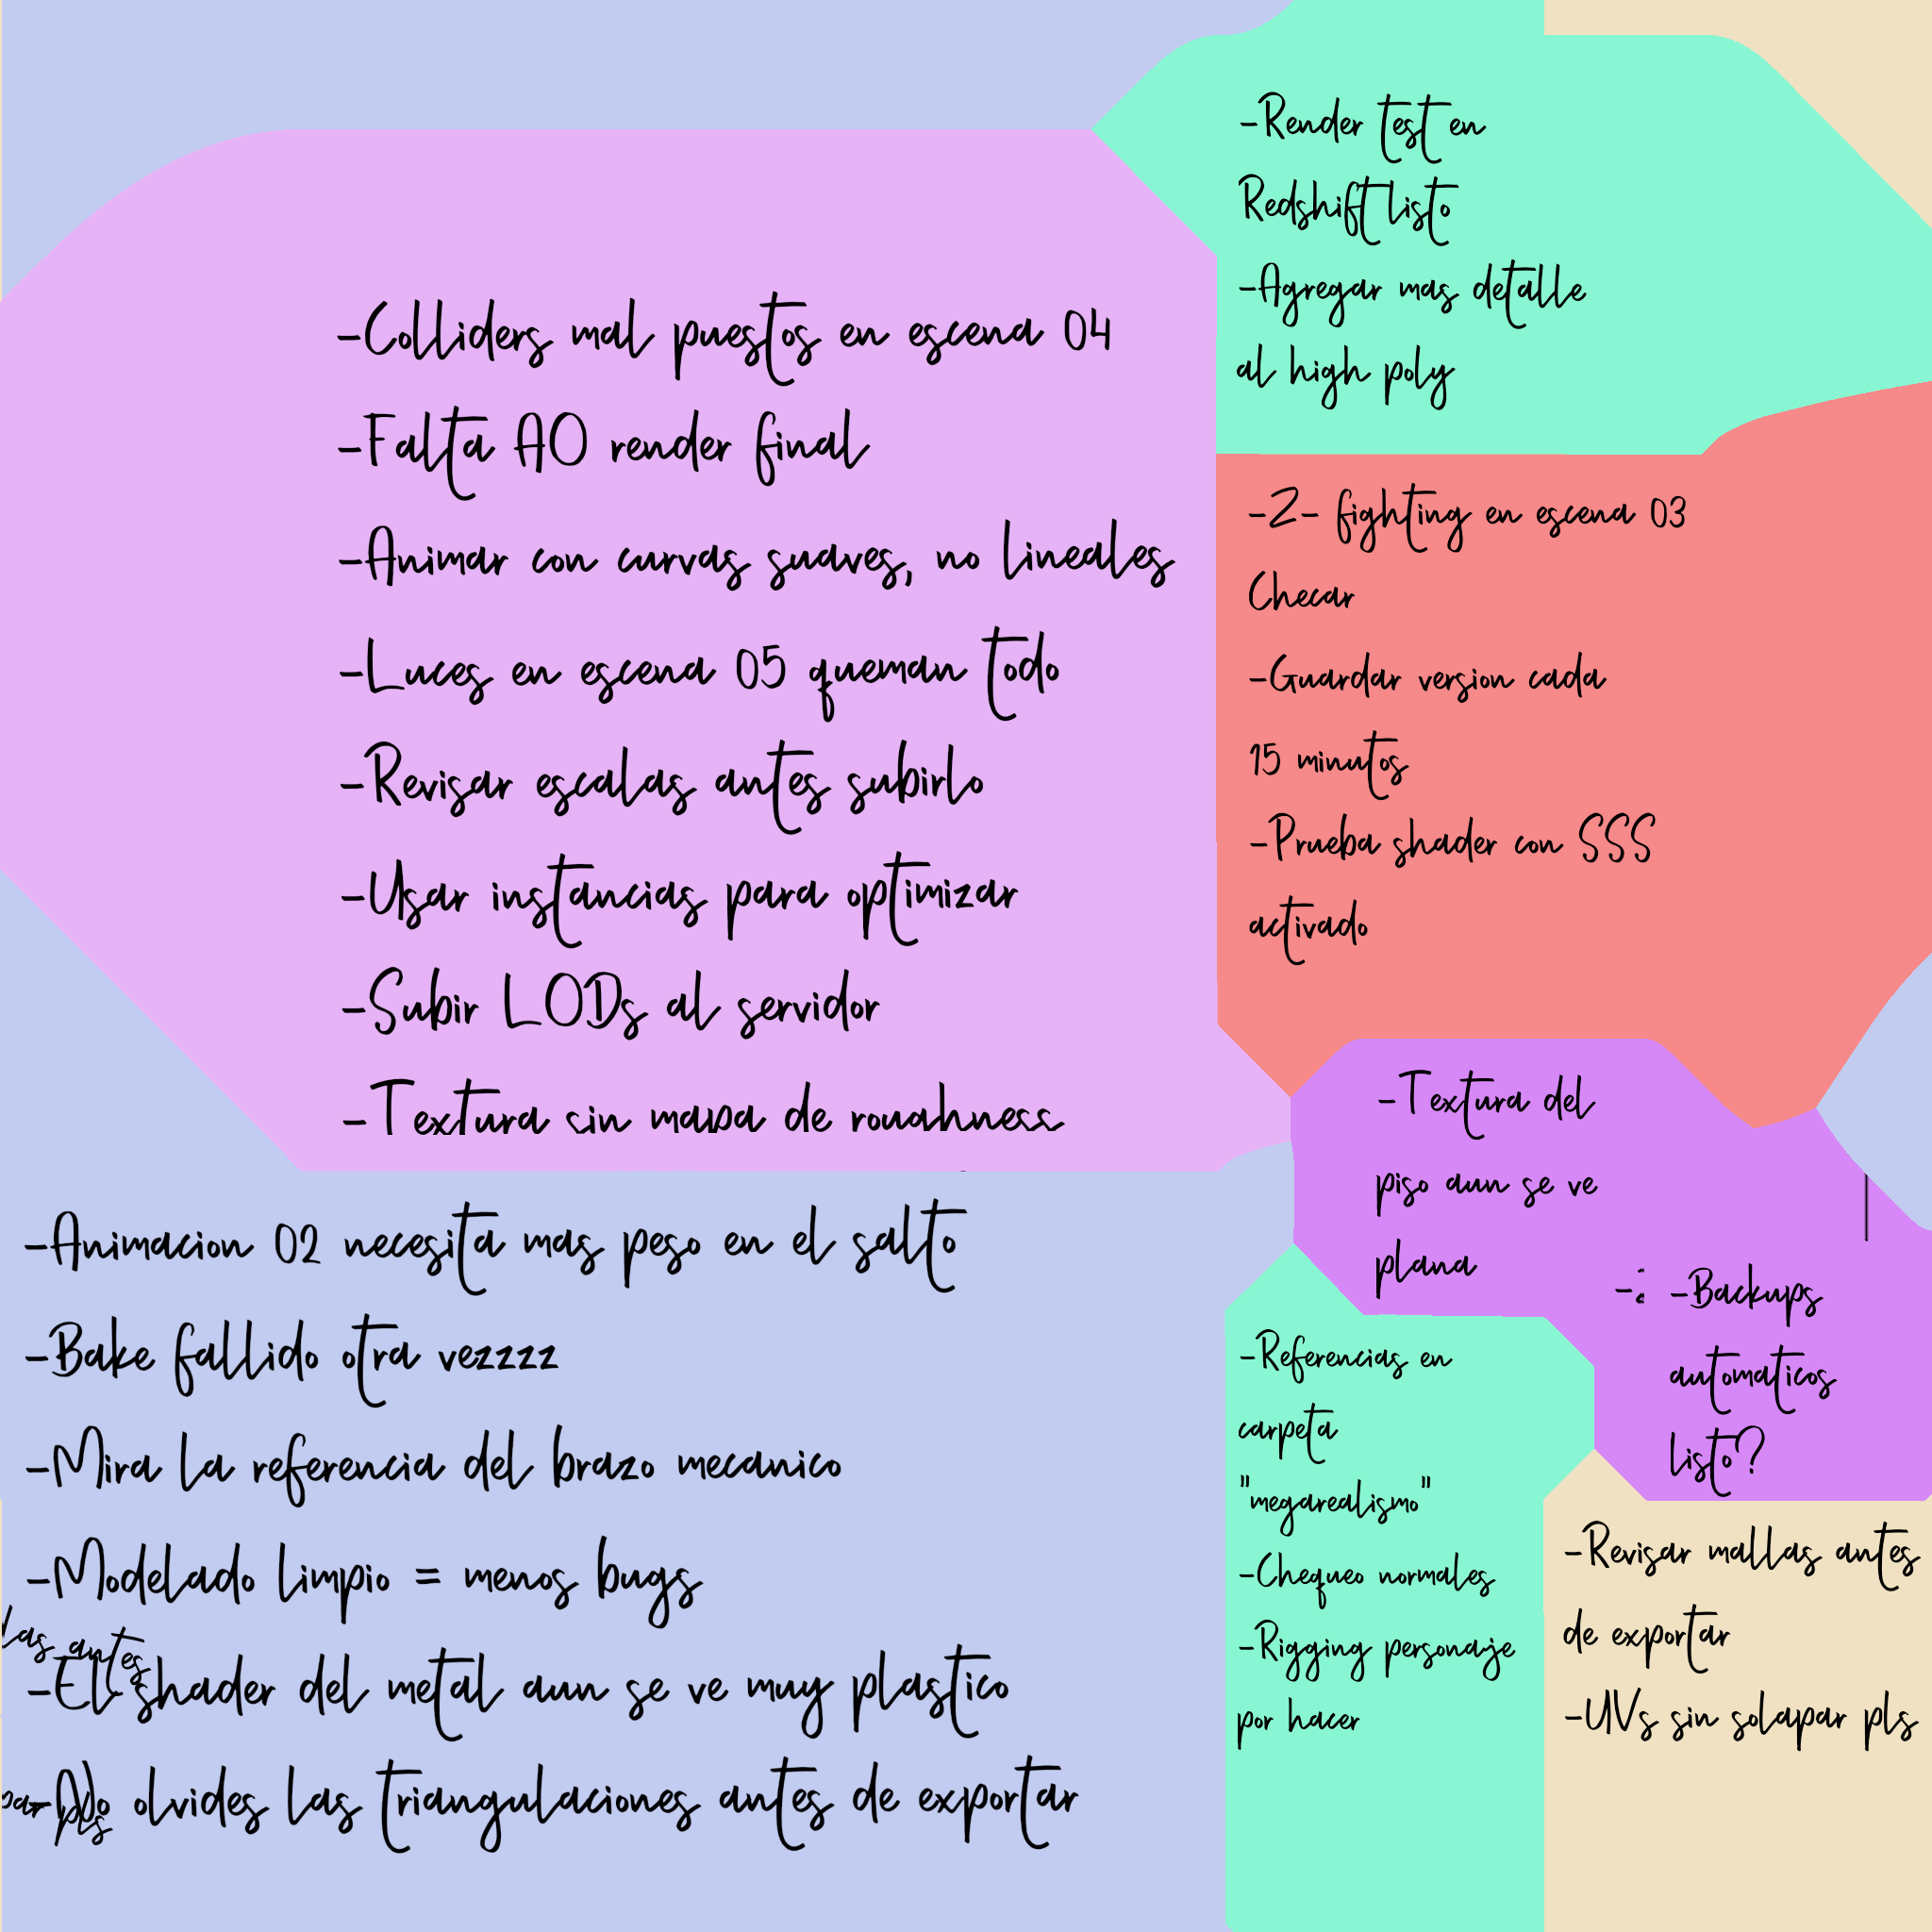 -Colliders mal puestos en escena 04
-Falta AO render final
-Animar con curvas suaves, no lineales
-Luces en escena 05 queman todo
-Revisar escalas antes subirlo
-Usar instancias para optimizar
-Subir LODs al servidor
-Textura sin mapa de roughness
-Animacion 02 necesita mas peso en el salto
-Bake fallido otra vezzzz
-Mira la referencia del brazo mecanico
-Modelado limpio = menos bugs
antes
-El shader del metal aun se ve muy plastico
-No olvides las triangulaciones antes de exportar
pls
-Render test en
Redshift listo
-Agregar mas detalle
al high poly
-Z- fighting en escena 03
Checar
-Guardar version cada
15 minutos
-Prueba shader con SSS
activado
-Textura del
piso aun se ve
plana
-Backups
automaticos
listo?
-Referencias en
carpeta
"megarealismo"
-Chequeo normales
-Rigging personaje
por hacer
-Revisar mallas antes
de exportar
-UVs sin solapar pls